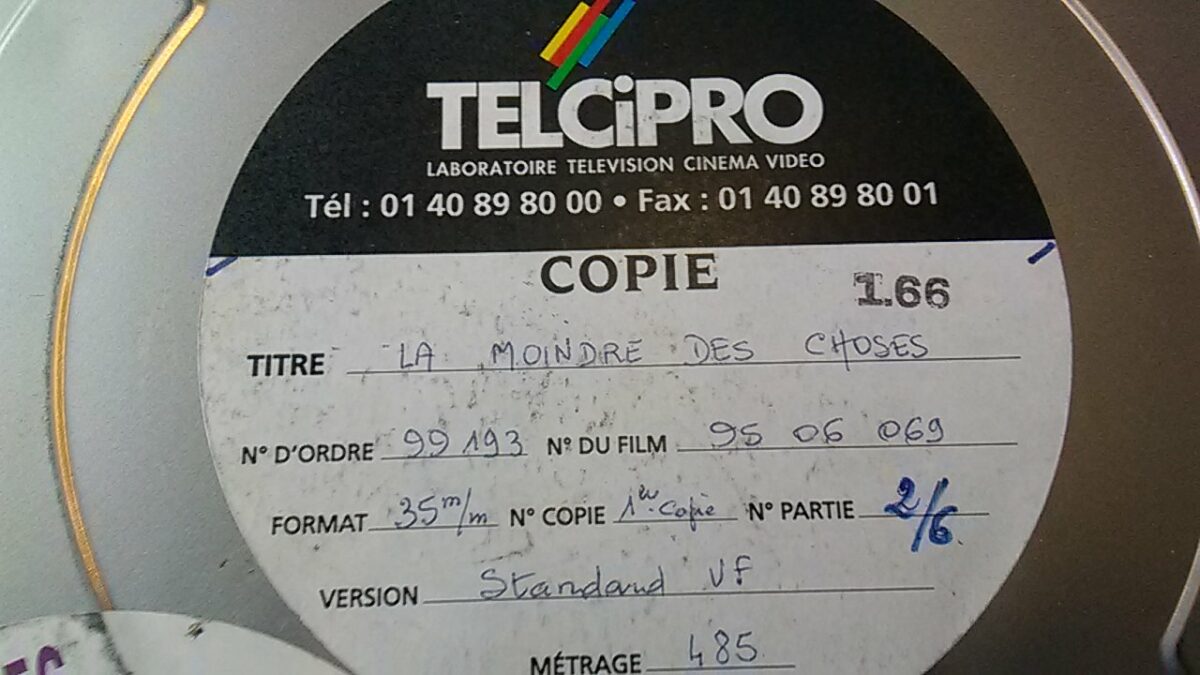 TELCiPRO
LABORATOIRE TELEVISION CINEMA VIDEO
Tél : 01 40 89 80 00 • Fax : 01 40 89 80 01
COPIE 1.66
TITRE LA MOINDRE DES CHOSES
N° D'ORDRE 99 193 N° DU FILM 95 06 069
FORMAT 35 m/m N° COPIE 1er Copie N° PARTIE 2/6
VERSION Standard VF
MÉTRAGE 485